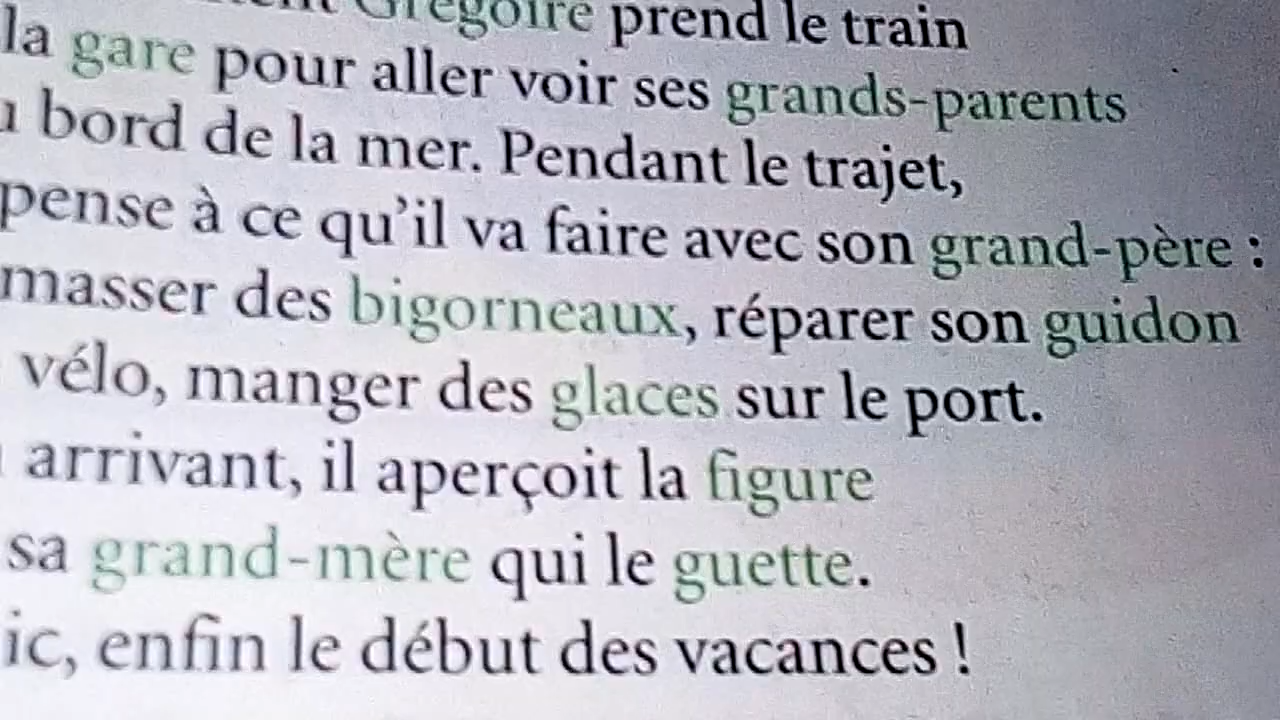 Grégoire prend le train
la gare pour aller voir ses grands-parents
bord de la mer. Pendant le trajet,
pense à ce qu'il va faire avec son grand-père :
masser des bigorneaux, réparer son guidon
vélo, manger des glaces sur le port.
arrivant, il aperçoit la figure
sa grand-mère qui le guette.
ic, enfin le début des vacances !